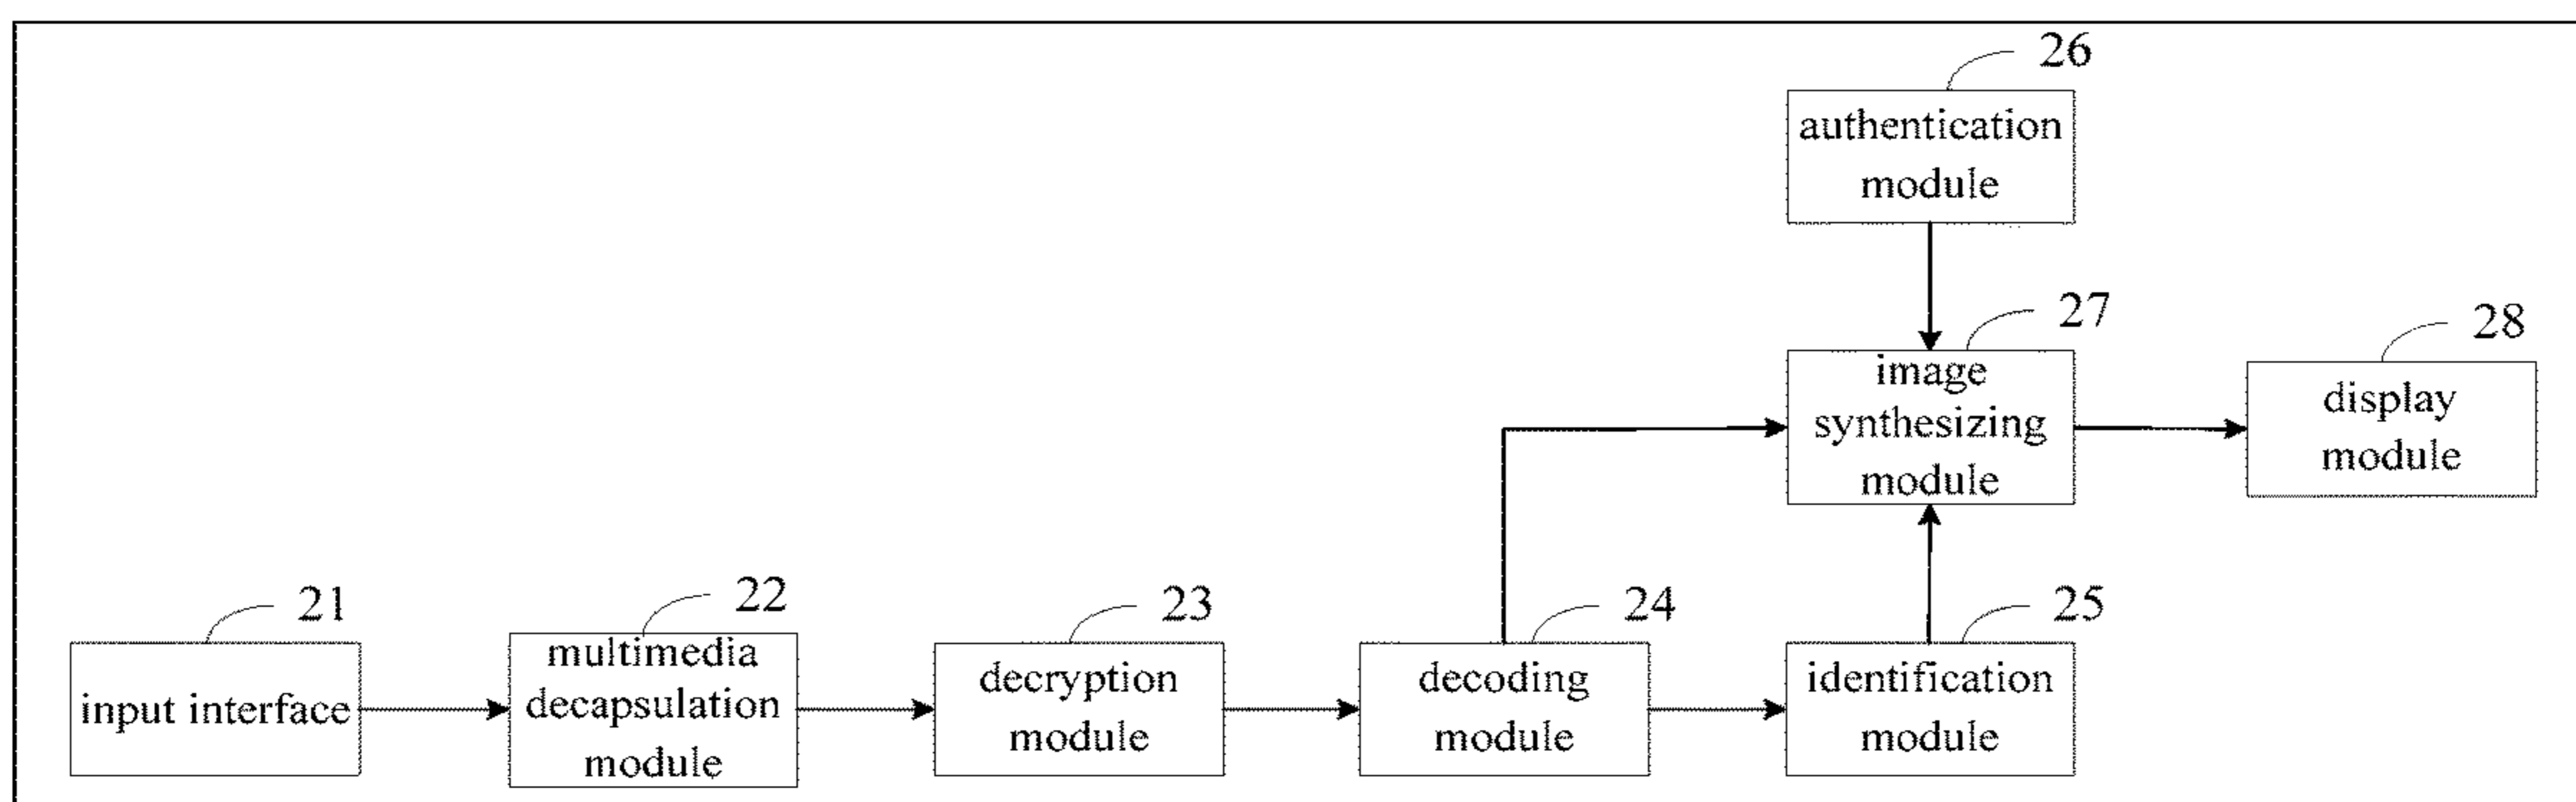 26
authentication
module
27
image
synthesizing
module
28
display
module
21
input interface
22
multimedia
decapsulation
module
23
decryption
module
24
decoding
module
25
identification
module